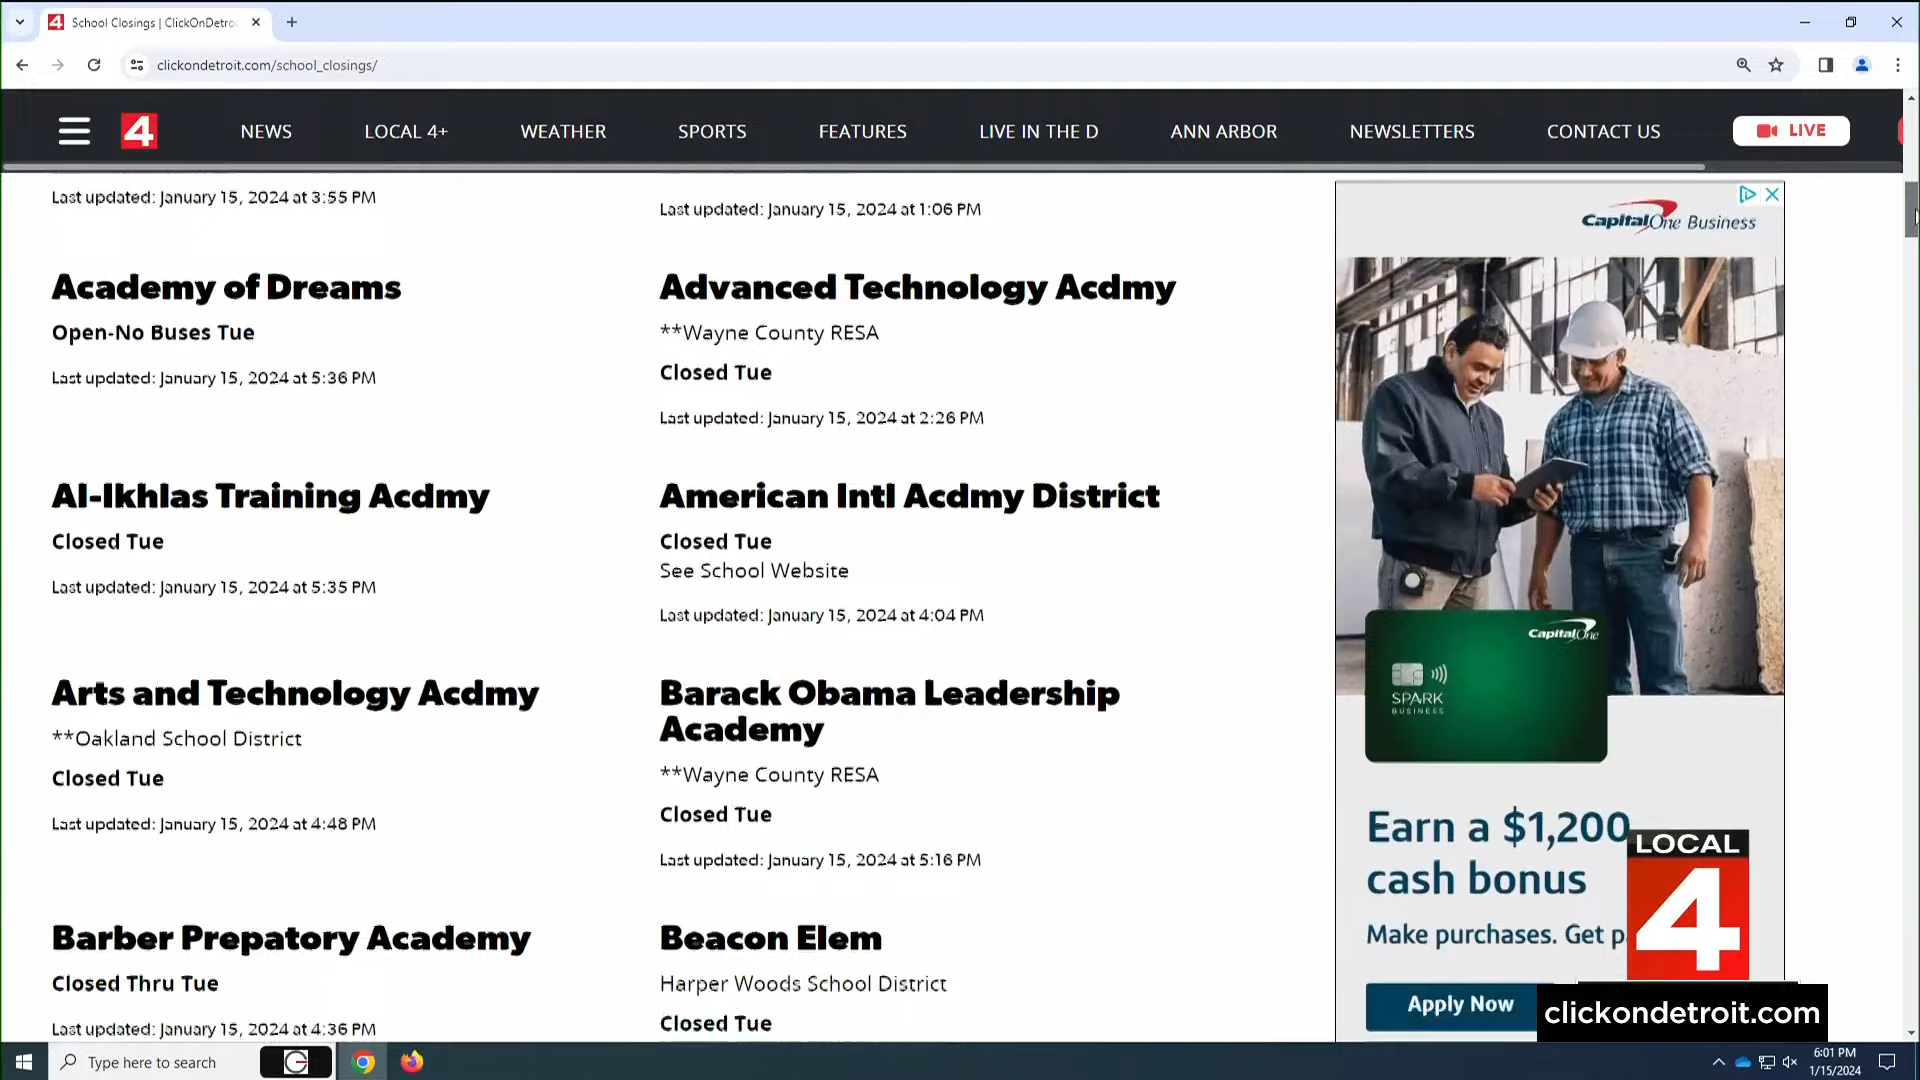 School Closings | ClickOnDetro
clickondetroit.com/school_closings/
4
NEWS
LOCAL 4+
WEATHER
SPORTS
FEATURES
LIVE IN THE D
ANN ARBOR
NEWSLETTERS
CONTACT US
LIVE
Last updated: January 15, 2024 at 3:55 PM
Last updated: January 15, 2024 at 1:06 PM
Academy of Dreams
Open-No Buses Tue
Last updated: January 15, 2024 at 5:36 PM
Advanced Technology Acdmy
**Wayne County RESA
Closed Tue
Last updated: January 15, 2024 at 2:26 PM
Al-Ikhlas Training Acdmy
Closed Tue
Last updated: January 15, 2024 at 5:35 PM
American Intl Acdmy District
Closed Tue
See School Website
Last updated: January 15, 2024 at 4:04 PM
Arts and Technology Acdmy
**Oakland School District
Closed Tue
Last updated: January 15, 2024 at 4:48 PM
Barack Obama Leadership
Academy
**Wayne County RESA
Closed Tue
Last updated: January 15, 2024 at 5:16 PM
Barber Prepatory Academy
Closed Thru Tue
Last updated: January 15, 2024 at 4:36 PM
Beacon Elem
Harper Woods School District
Closed Tue
Capital One Business
Capital One
SPARK
BUSINESS
Earn a $1,200
cash bonus
Make purchases. Get p
Apply Now
LOCAL
4
clickondetroit.com
Type here to search
6:01 PM
1/15/2024